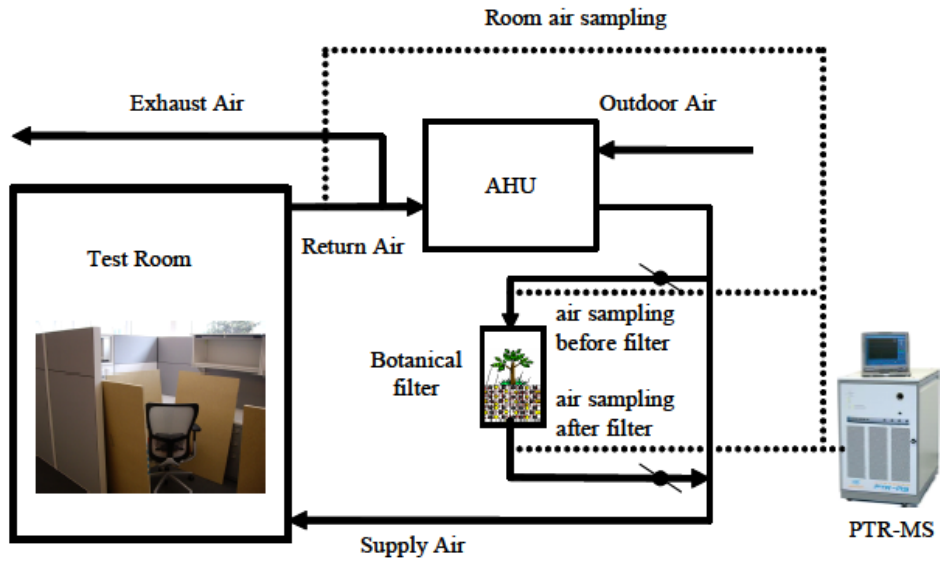 Room air sampling
Exhaust Air
Outdoor Air
AHU
Return Air
Test Room
air sampling
before filter
Botanical
filter
air sampling
after filter
Supply Air
PTR-MS